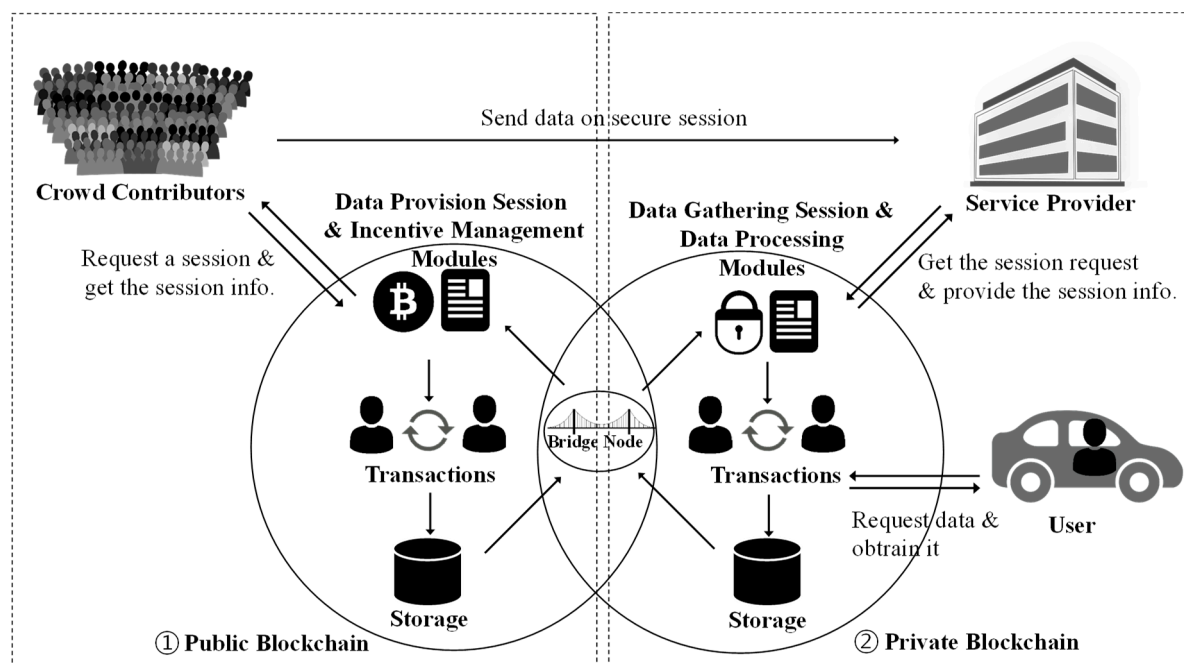 Send data on secure session
Crowd Contributors
Service Provider
Data Provision Session
& Incentive Management
Modules
Data Gathering Session &
Data Processing
Modules
Request a session &
get the session info.
Get the session request
& provide the session info.
Bridge Node
Transactions
Transactions
Request data &
obtrain it
User
Storage
Storage
① Public Blockchain
② Private Blockchain